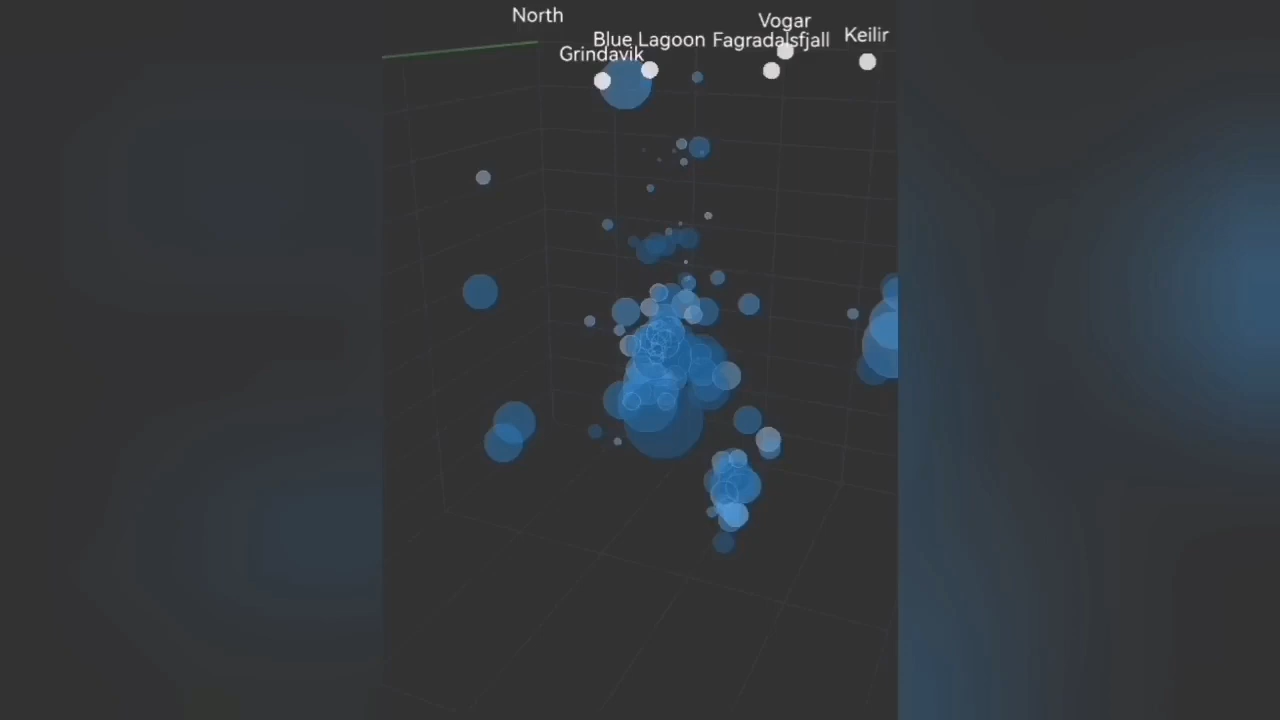 North
Vogar
Blue Lagoon
Fagradalsfjall
Keilir
Grindavik